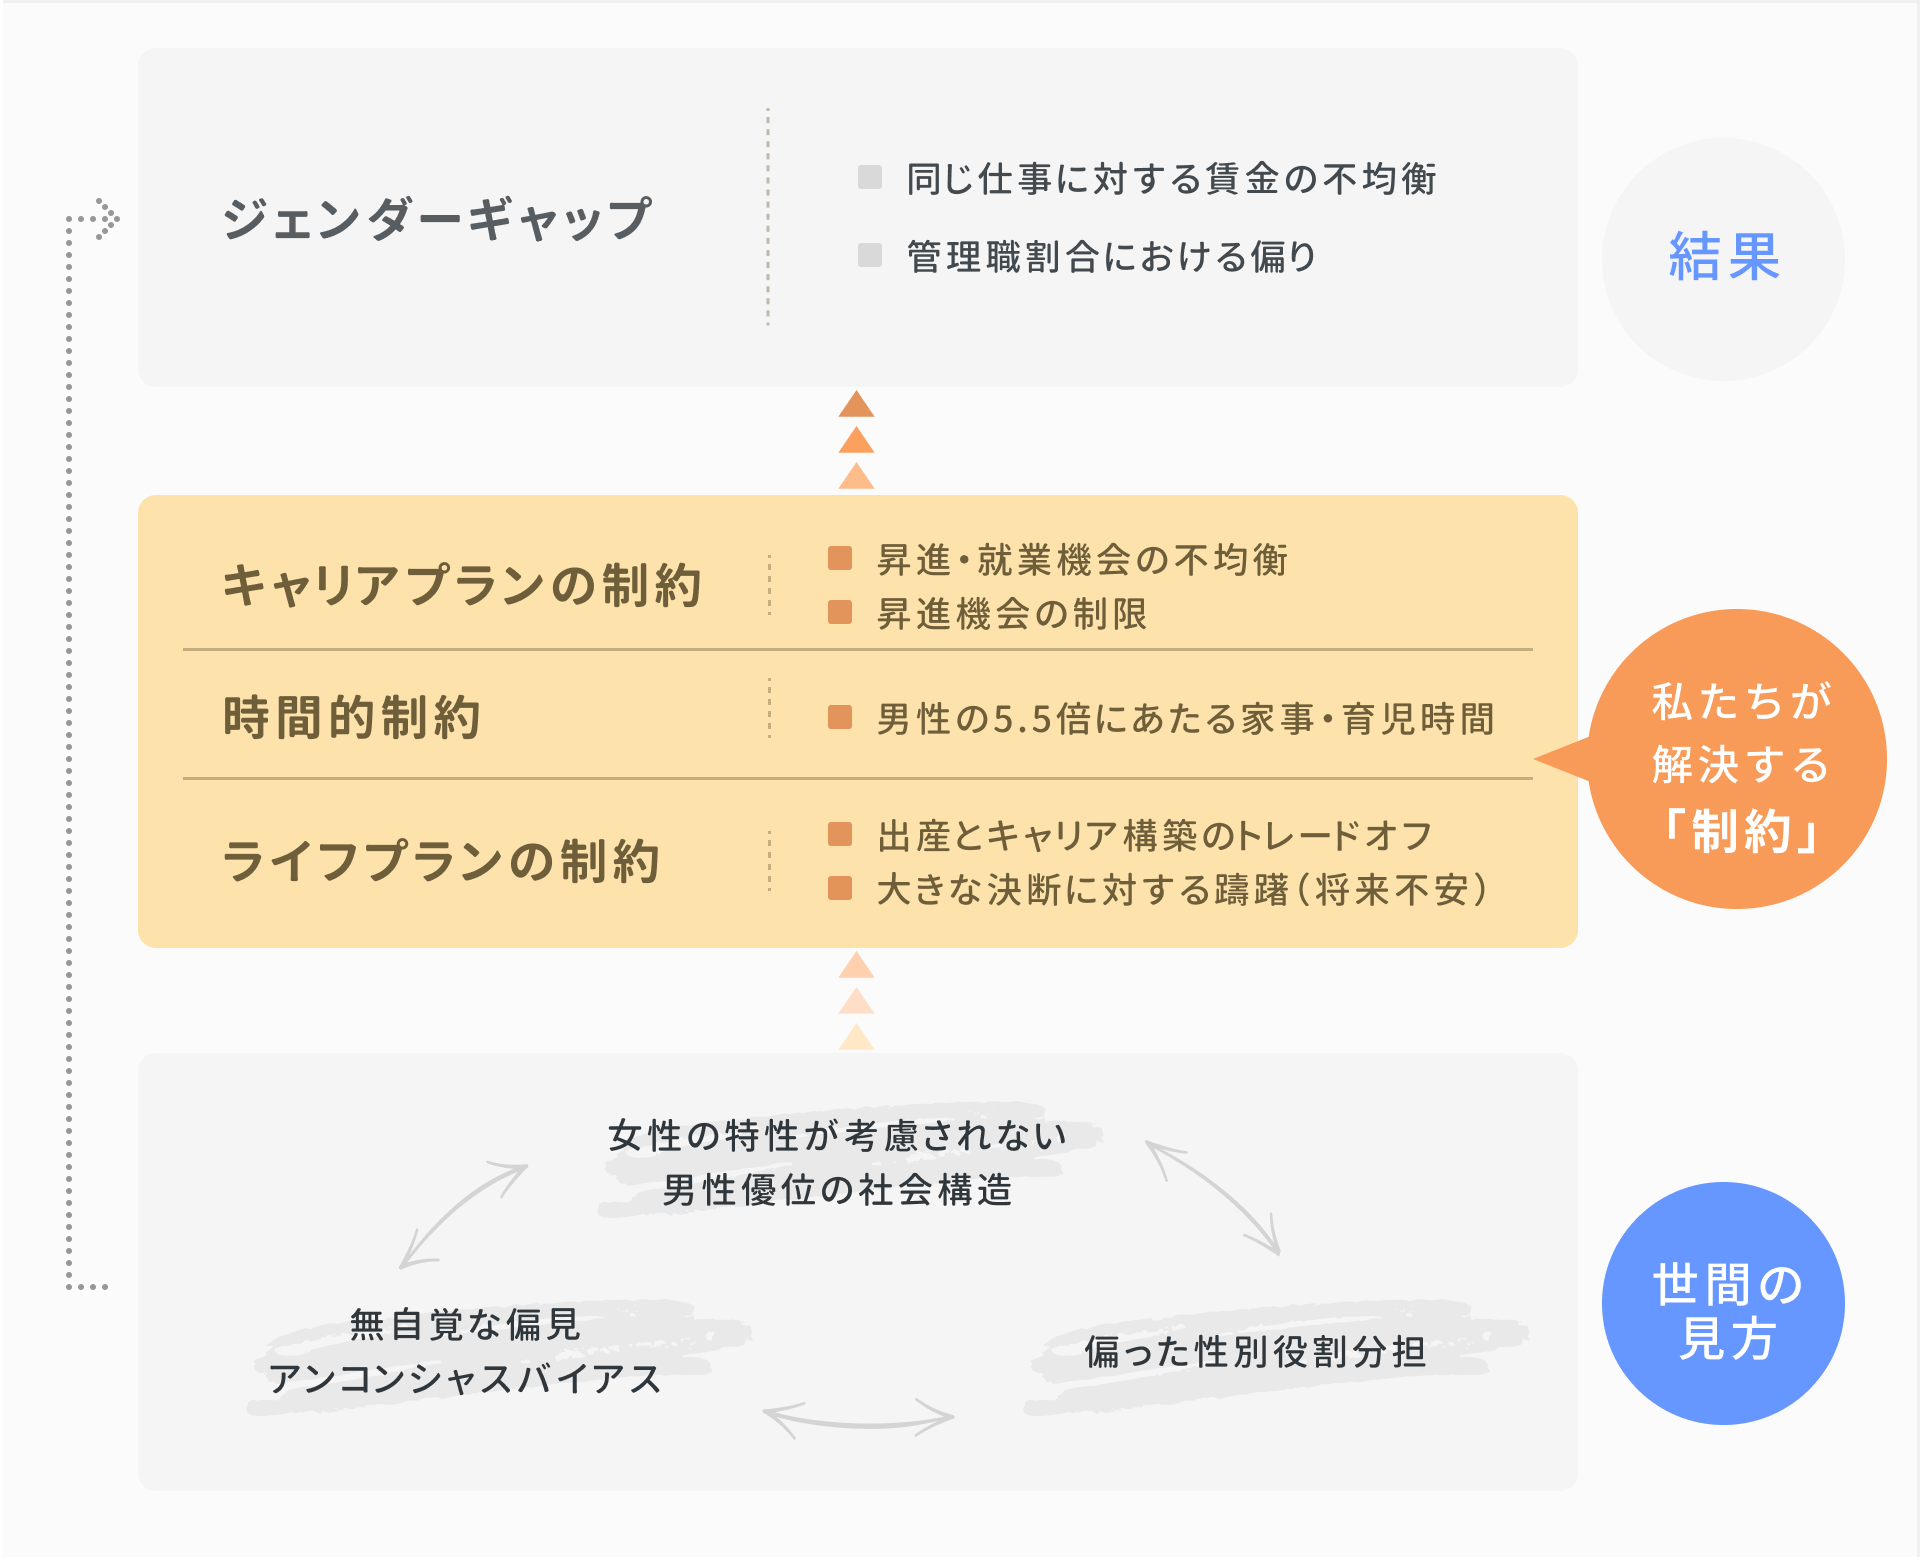 ジェンダーギャップ
同じ仕事に対する賃金の不均衡
管理職割合における偏り
結果
キャリアプランの制約
昇進・就業機会の不均衡
昇進機会の制限
時間的制約
男性の5.5倍にあたる家事・育児時間
ライフプランの制約
出産とキャリア構築のトレードオフ
大きな決断に対する躊躇（将来不安）
私たちが
解決する
「制約」
女性の特性が考慮されない
男性優位の社会構造
無自覚な偏見
アンコンシャスバイアス
偏った性別役割分担
世間の
見方